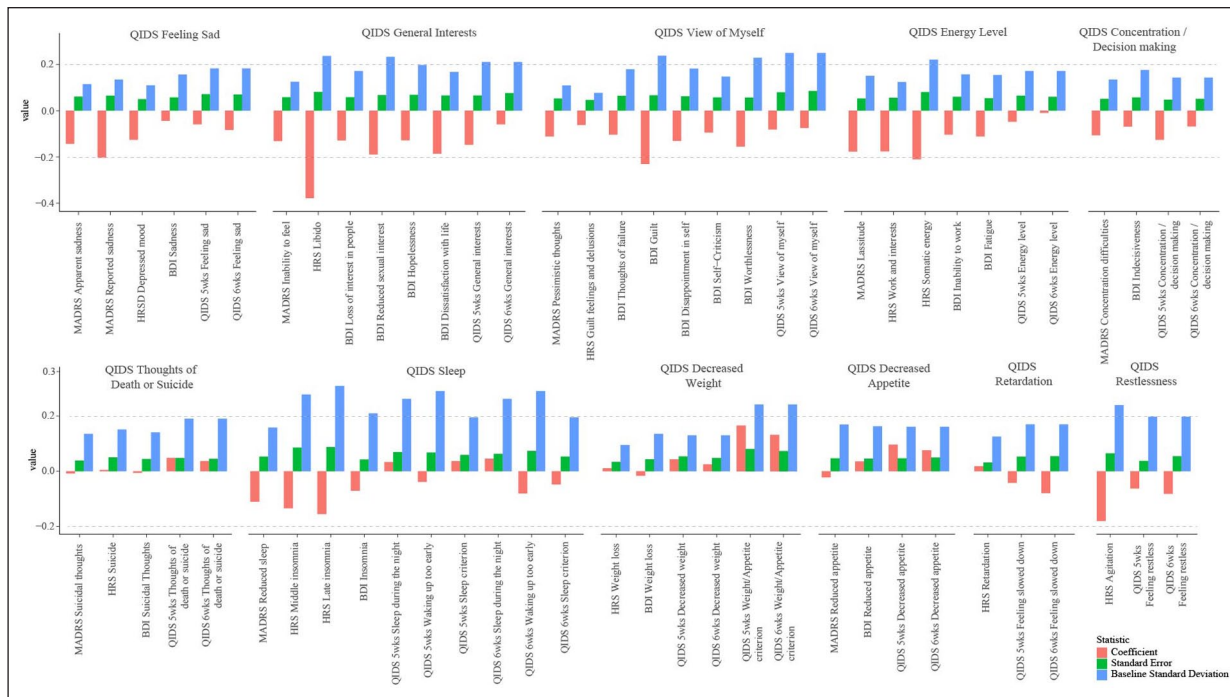 QIDS Feeling Sad
QIDS General Interests
QIDS View of Myself
QIDS Energy Level
QIDS Concentration /
Decision making
value
0.2
0.0
−0.2
−0.4
MADRS Apparent sadness
MADRS Reported sadness
HRSD Depressed mood
BDI Sadness
QIDS 5wks Feeling sad
QIDS 6wks Feeling sad
MADRS Inability to feel
HRS Libido
BDI Loss of interest in people
BDI Reduced sexual interest
BDI Hopelessness
BDI Dissatisfaction with life
QIDS 5wks General interests
QIDS 6wks General interests
MADRS Pessimistic thoughts
HRS Guilt feelings and delusions
BDI Thoughts of failure
BDI Guilt
BDI Disappointment in self
BDI Self−Criticism
BDI Worthlessness
QIDS 5wks View of myself
QIDS 6wks View of myself
MADRS Lassitude
HRS Work and interests
HRS Somatic energy
BDI Inability to work
BDI Fatigue
QIDS 5wks Energy level
QIDS 6wks Energy level
MADRS Concentration difficulties
BDI Indecisiveness
QIDS 5wks Concentration /
decision making
QIDS 6wks Concentration /
decision making
QIDS Thoughts of
Death or Suicide
QIDS Sleep
QIDS Decreased
Weight
QIDS Decreased
Appetite
QIDS
Retardation
QIDS
Restlessness
value
0.3
0.2
0.0
−0.2
MADRS Suicidal thoughts
HRS Suicide
BDI Suicidal Thoughts
QIDS 5wks Thoughts of
death or suicide
QIDS 6wks Thoughts of
death or suicide
MADRS Reduced sleep
HRS Middle insomnia
HRS Late insomnia
BDI Insomnia
QIDS 5wks Sleep during the night
QIDS 5wks Waking up too early
QIDS 5wks Sleep criterion
QIDS 6wks Sleep during the night
QIDS 6wks Waking up too early
QIDS 6wks Sleep criterion
HRS Weight loss
BDI Weight loss
QIDS 5wks Decreased weight
QIDS 6wks Decreased weight
QIDS 5wks Weight/Appetite
criterion
QIDS 6wks Weight/Appetite
criterion
MADRS Reduced appetite
BDI Reduced appetite
QIDS 5wks Decreased appetite
QIDS 6wks Decreased appetite
HRS Retardation
QIDS 5wks Feeling slowed down
QIDS 6wks Feeling slowed down
HRS Agitation
QIDS 5wks
Feeling restless
QIDS 6wks
Feeling restless
Statistic
Coefficient
Standard Error
Baseline Standard Deviation